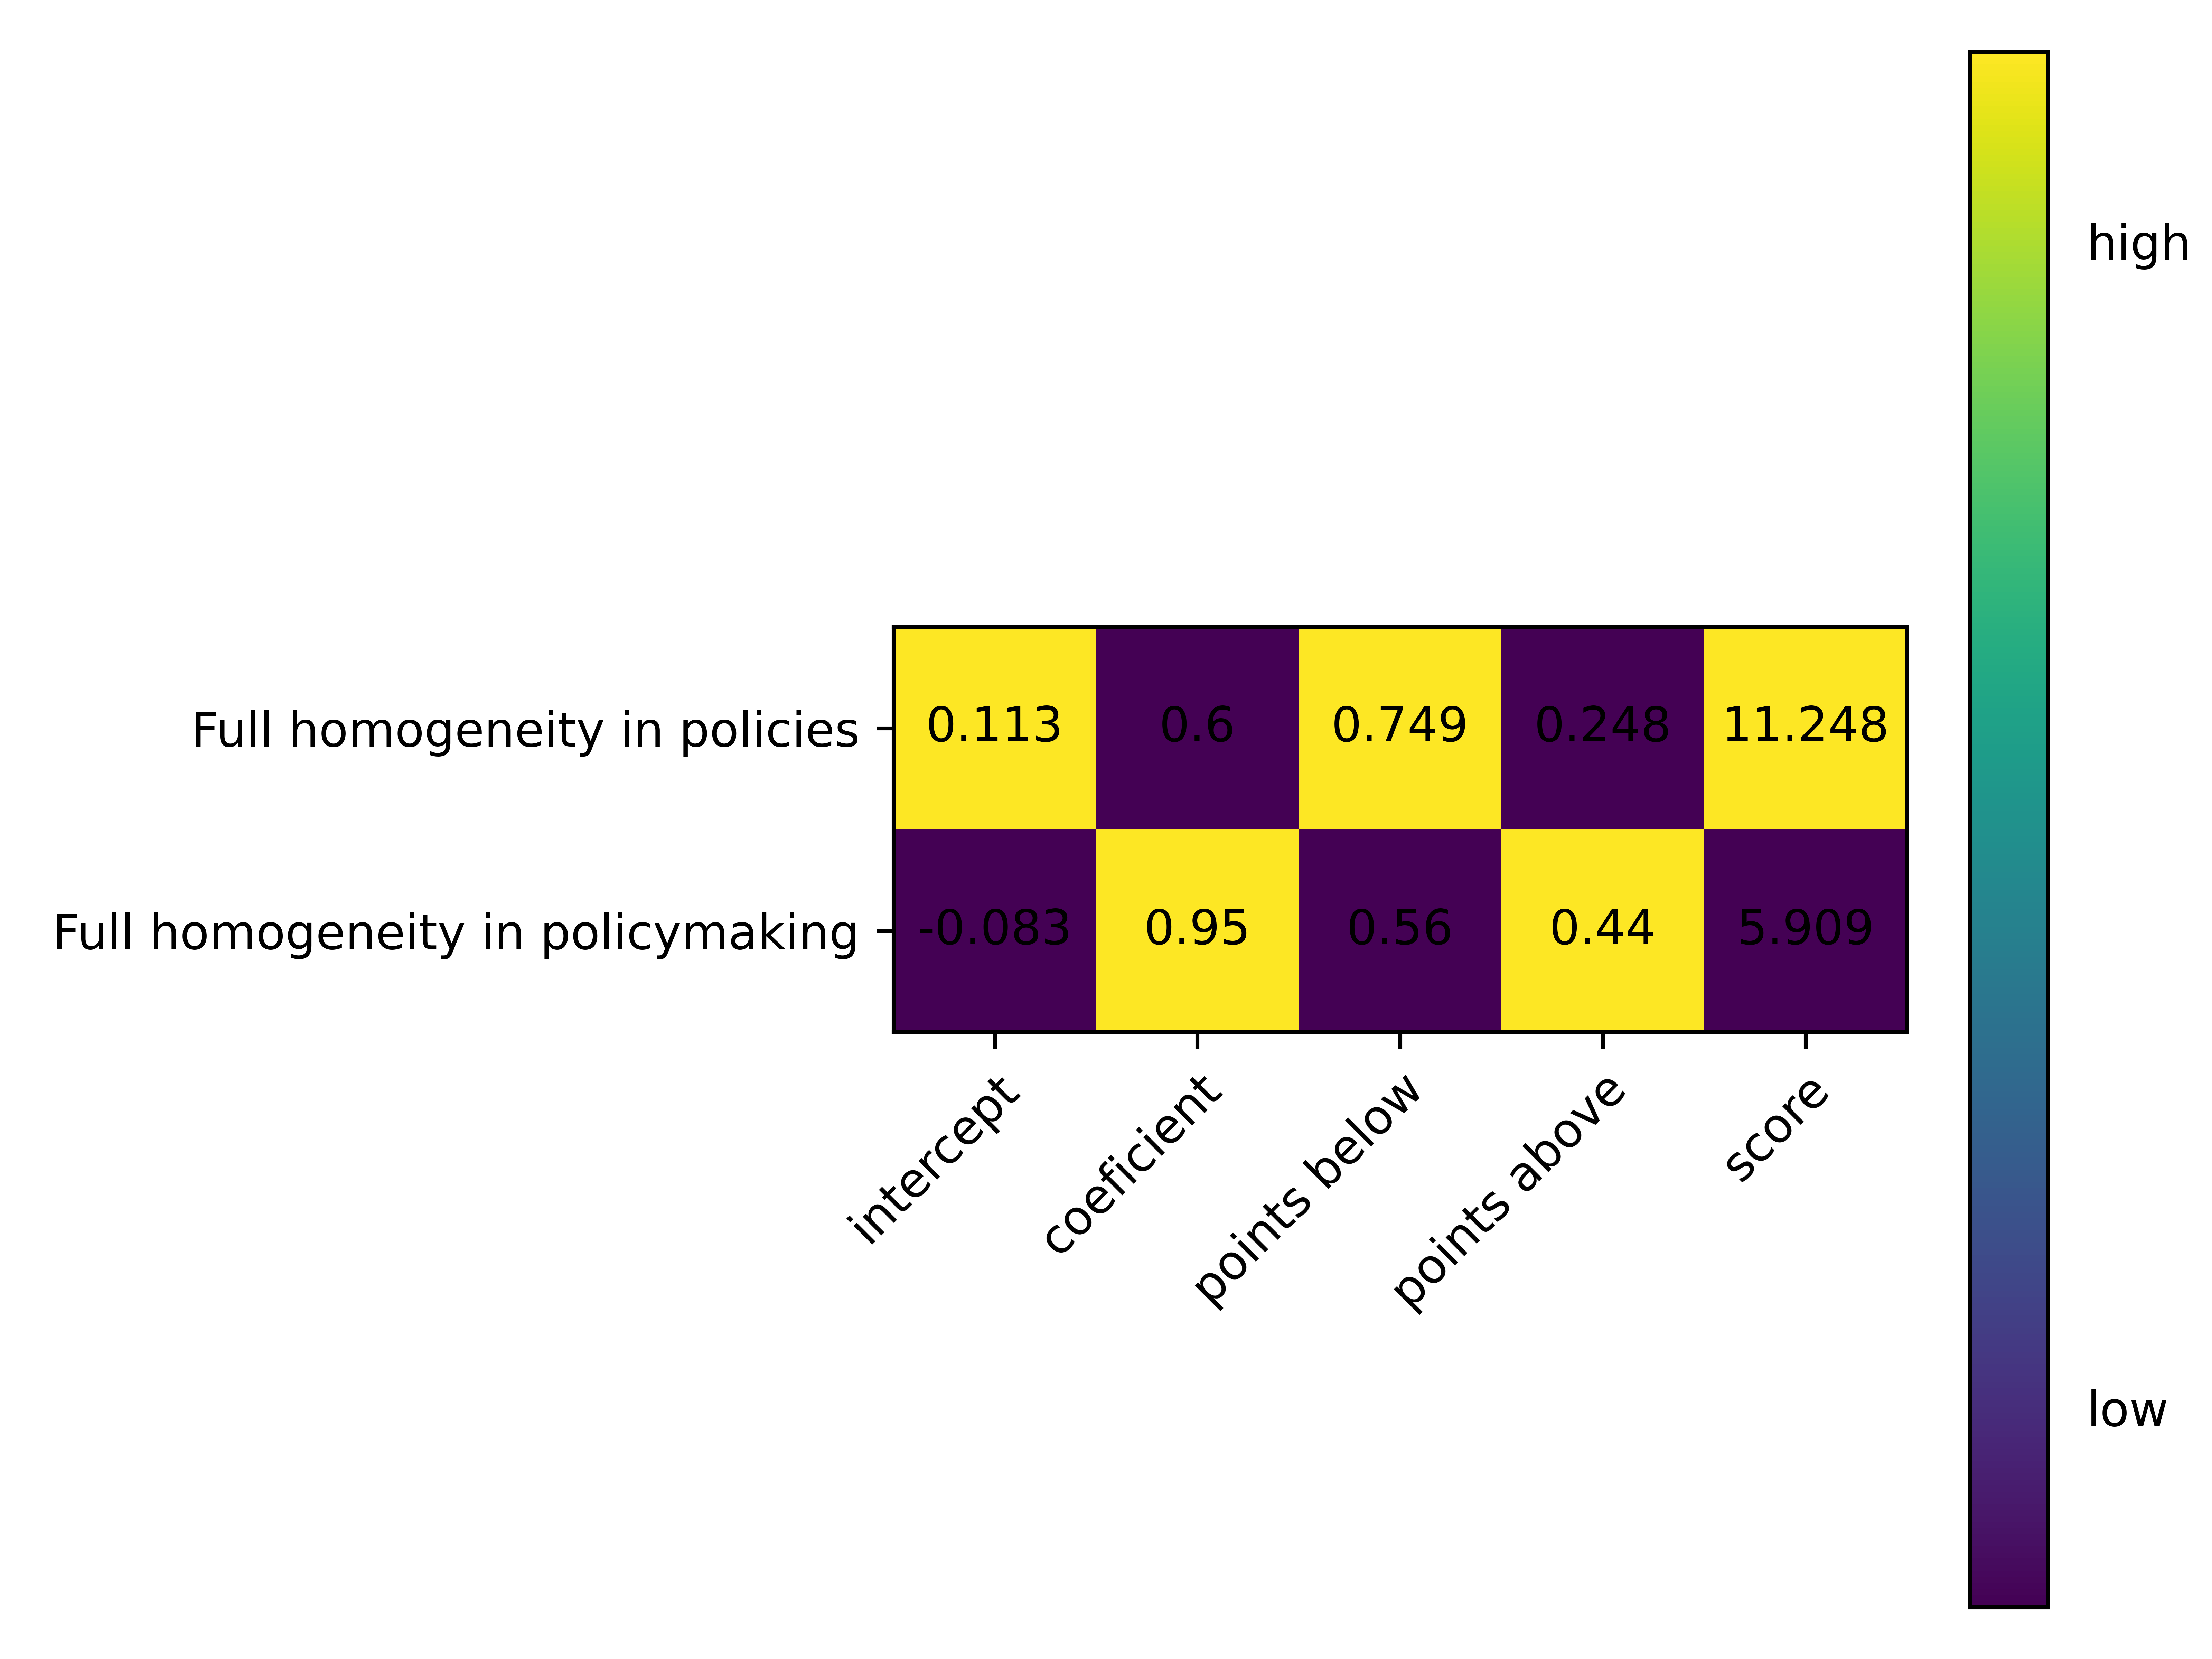 high
Full homogeneity in policies 0.113 0.6 0.749 0.248 11.248
Full homogeneity in policymaking -0.083 0.95 0.56 0.44 5.909
intercept coeficient points below points above score
low